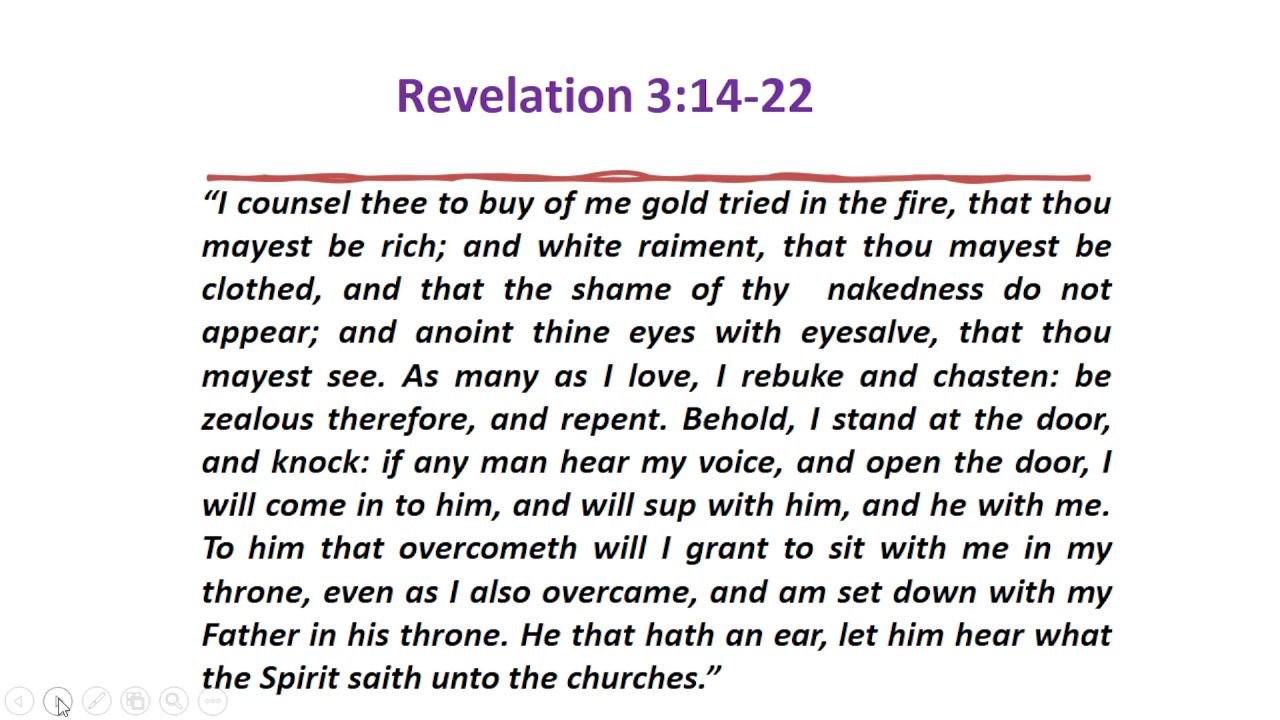 Revelation 3:14-22
“I counsel thee to buy of me gold tried in the fire, that thou
mayest be rich; and white raiment, that thou mayest be
clothed, and that the shame of thy nakedness do not
appear; and anoint thine eyes with eyesalve, that thou
mayest see. As many as I love, I rebuke and chasten: be
zealous therefore, and repent. Behold, I stand at the door,
and knock: if any man hear my voice, and open the door, I
will come in to him, and will sup with him, and he with me.
To him that overcometh will I grant to sit with me in my
throne, even as I also overcame, and am set down with my
Father in his throne. He that hath an ear, let him hear what
the Spirit saith unto the churches.”